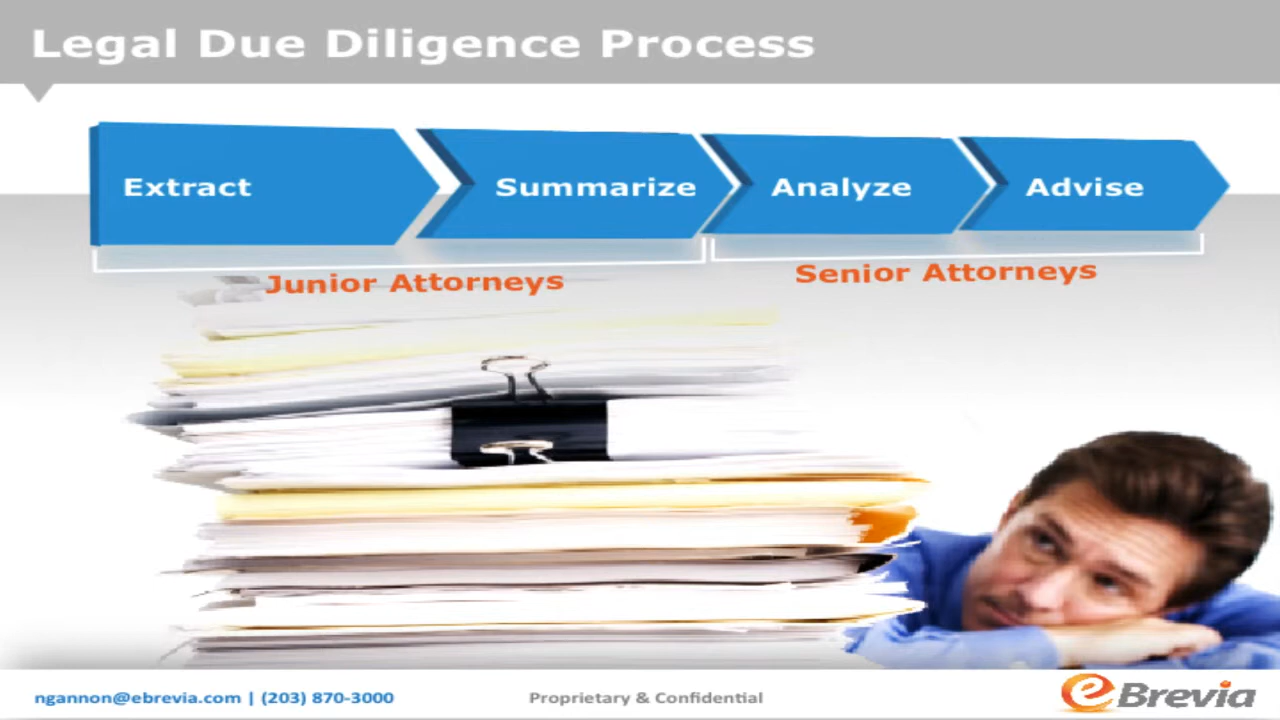 Legal Due Diligence Process
Extract
Summarize
Analyze
Advise
Junior Attorneys
Senior Attorneys
ngannon@ebrevia.com | (203) 870-3000
Proprietary & Confidential
eBrevia